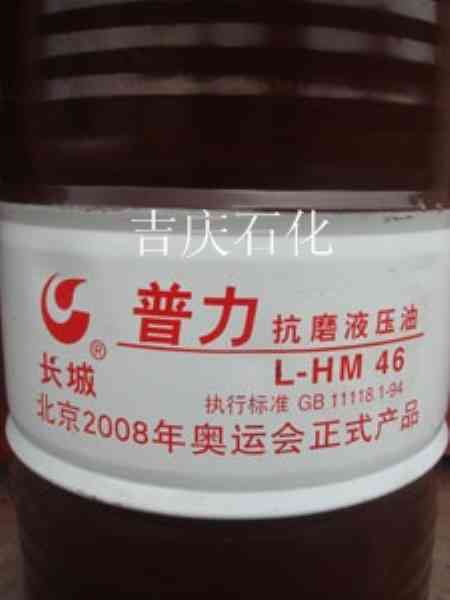 吉庆石化
普力 抗磨液压油
L-HM 46
长城®
执行标准 GB 11118.1-94
北京2008年奥运会正式产品